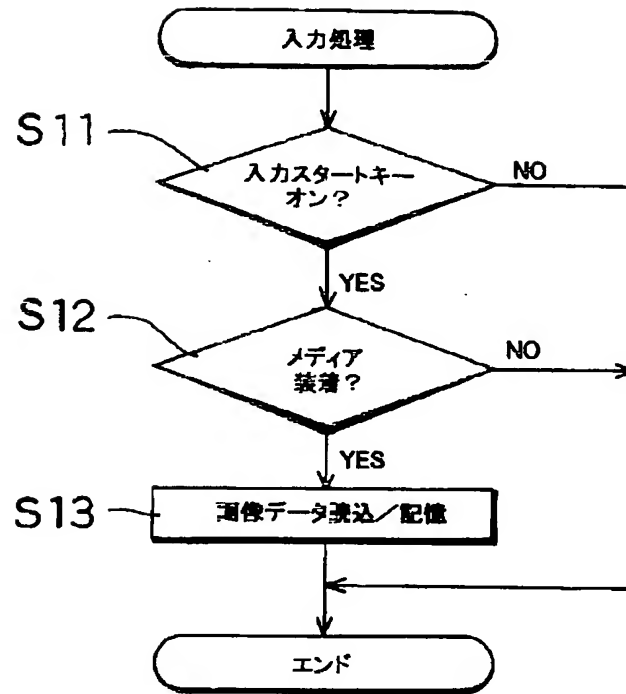 入力処理
S11
入力スタートキー
オン？
NO
YES
S12
メディア
装着？
NO
YES
S13
画像データ読込／記憶
エンド